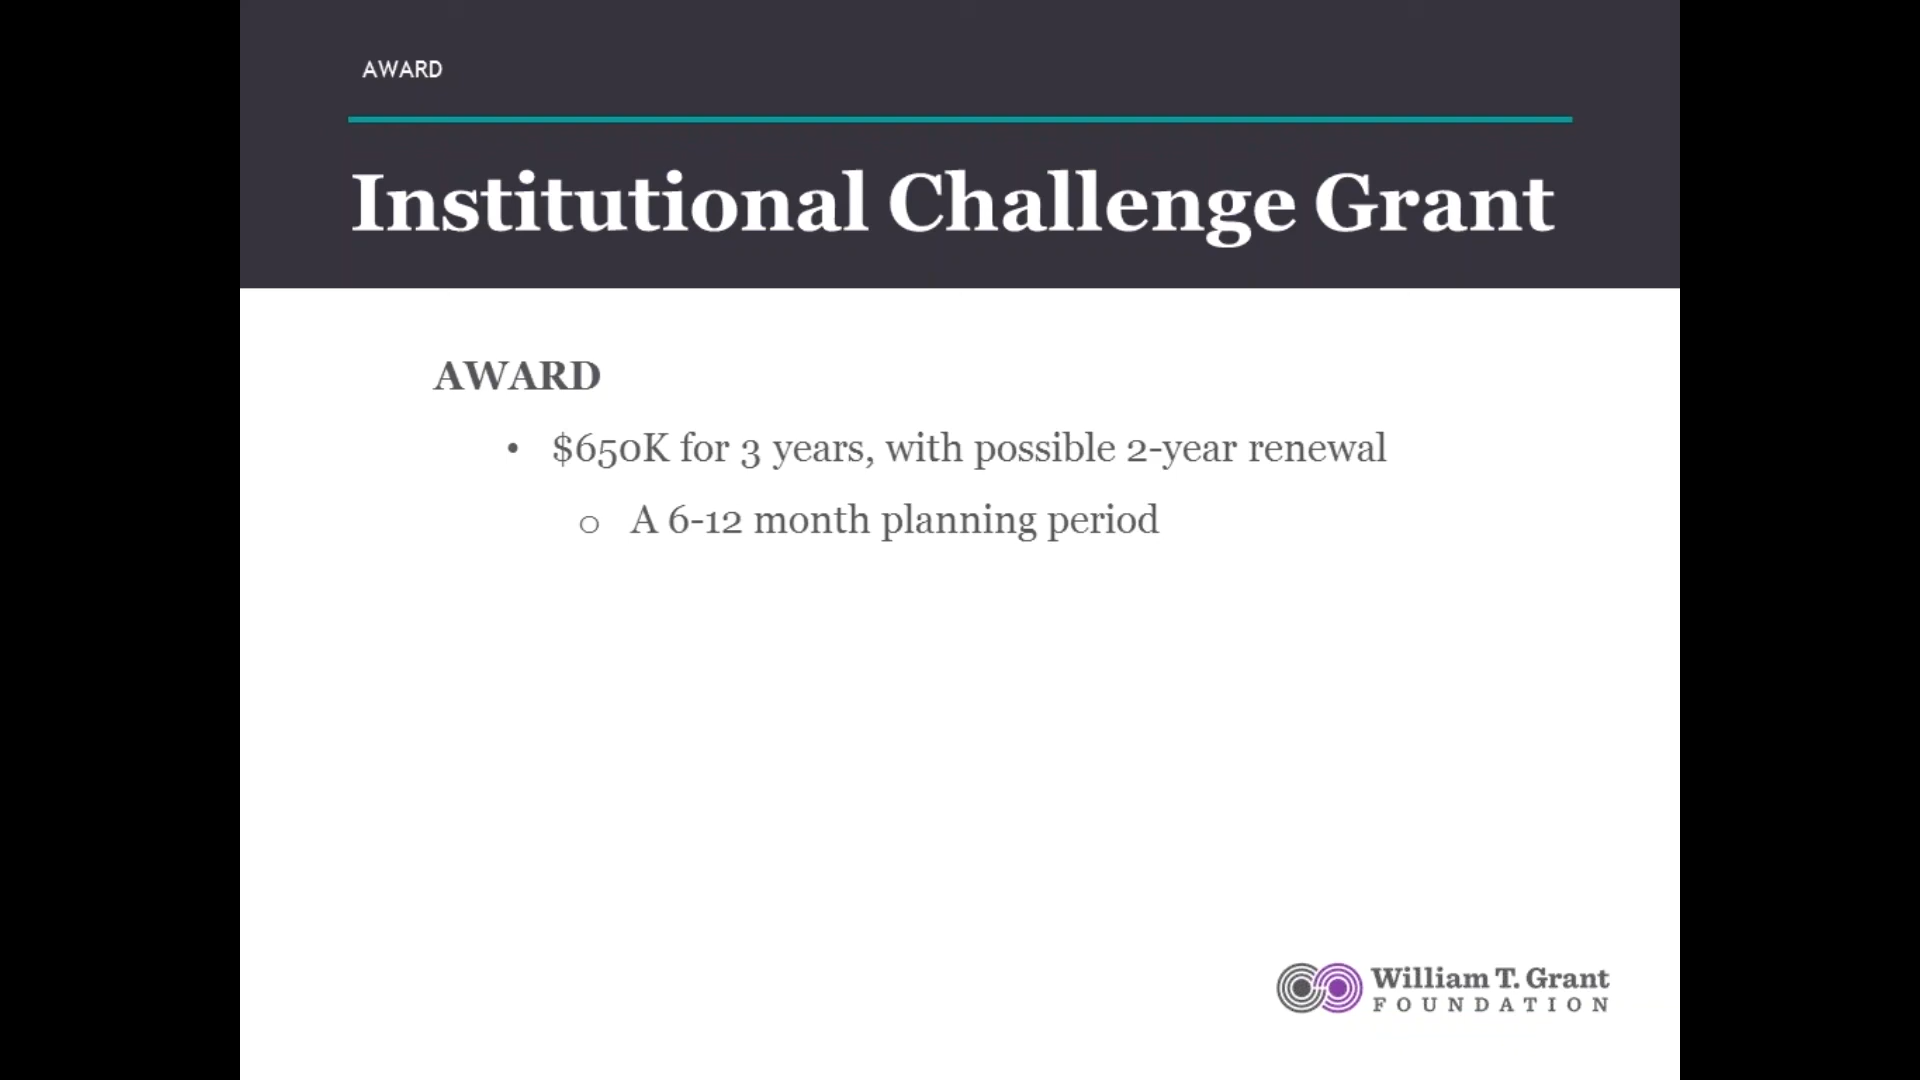 AWARD
Institutional Challenge Grant
AWARD
• $650K for 3 years, with possible 2-year renewal
o A 6-12 month planning period
William T. Grant
FOUNDATION